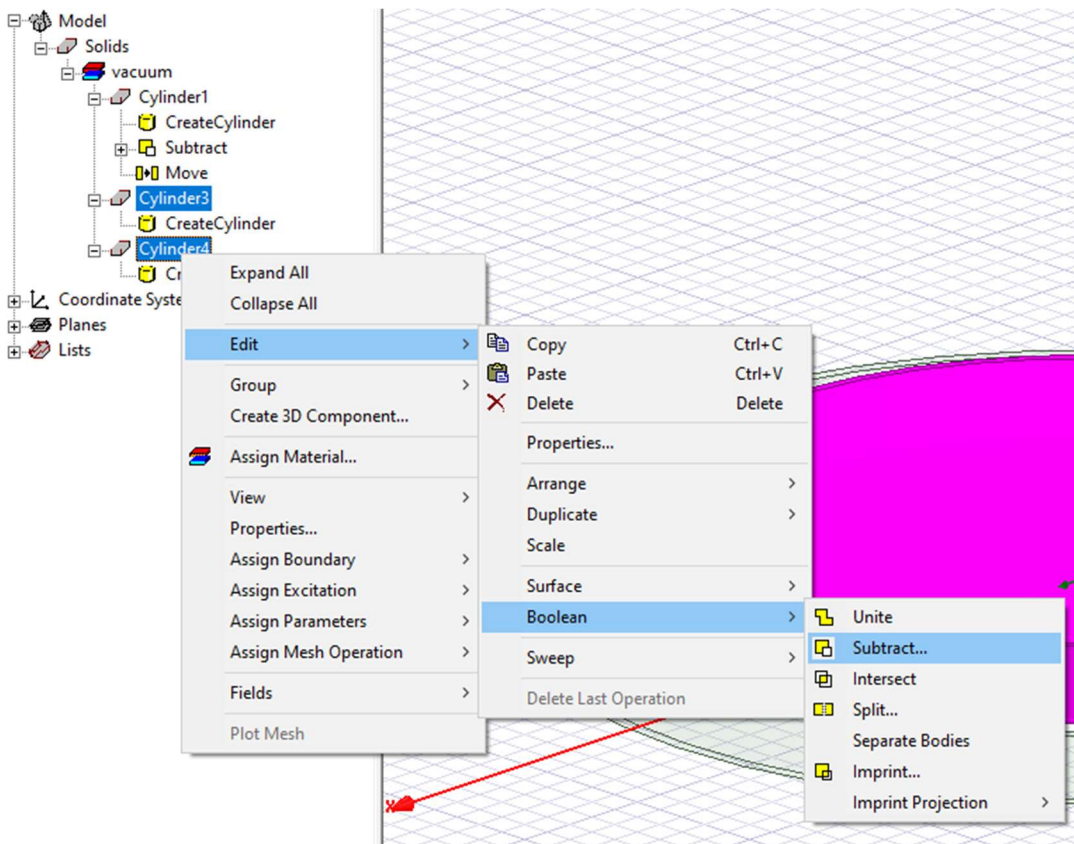 Model
Solids
vacuum
Cylinder1
CreateCylinder
Subtract
Move
Cylinder3
CreateCylinder
Cylinder4
Cr
Coordinate Syste
Planes
Lists
Expand All
Collapse All
Edit
Group
Create 3D Component...
Assign Material...
View
Properties...
Assign Boundary
Assign Excitation
Assign Parameters
Assign Mesh Operation
Fields
Plot Mesh
Copy Ctrl+C
Paste Ctrl+V
Delete Delete
Properties...
Arrange
Duplicate
Scale
Surface
Boolean
Sweep
Delete Last Operation
Unite
Subtract...
Intersect
Split...
Separate Bodies
Imprint...
Imprint Projection
X